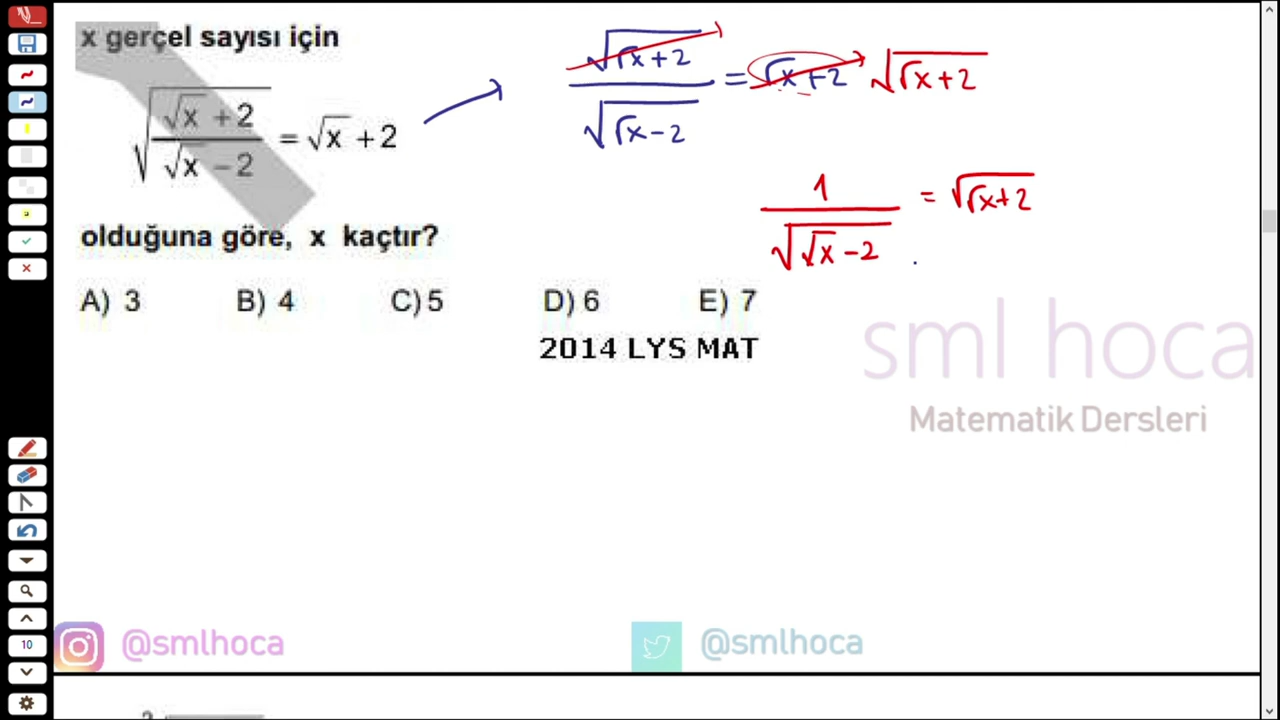 x gerçel sayısı için
√((√x + 2)/(√x − 2)) = √x + 2
√(√x + 2) / √(√x − 2) = √x + 2 √(√x + 2)
1 / √(√x − 2) = √(√x + 2)
olduğuna göre, x kaçtır?
A) 3 B) 4 C) 5 D) 6 E) 7
2014 LYS MAT
sml hoca
Matematik Dersleri
10
@smlhoca @smlhoca